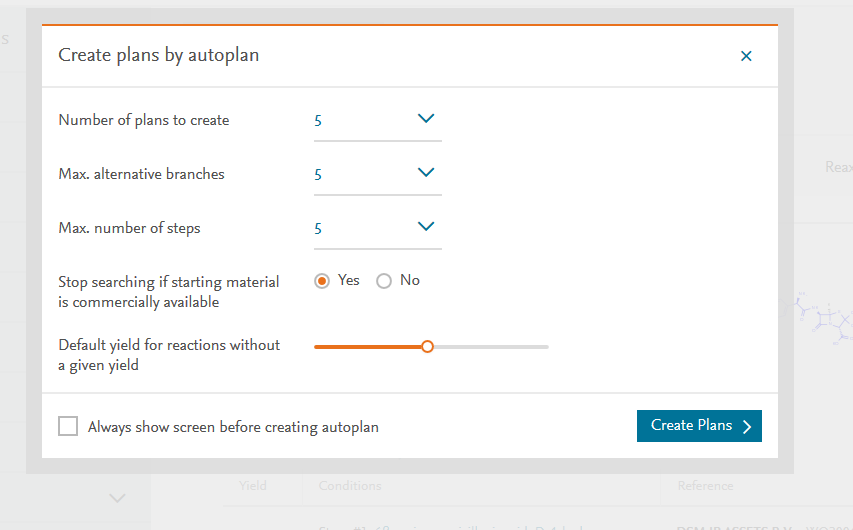 Create plans by autoplan
Number of plans to create 5
Max. alternative branches 5
Max. number of steps 5
Stop searching if starting material
is commercially available
Yes No
Default yield for reactions without
a given yield
Always show screen before creating autoplan
Create Plans
Reax
Yield Conditions Reference